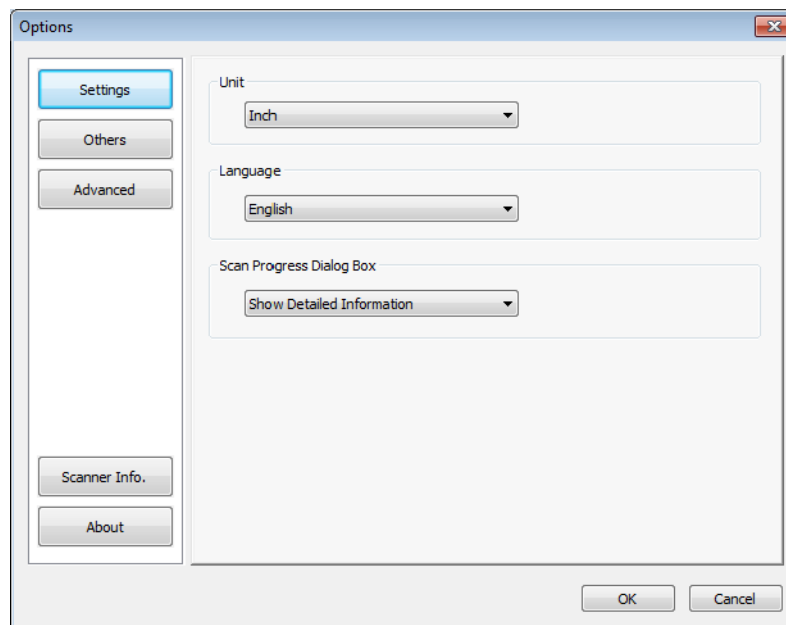 Options
Settings
Others
Advanced
Scanner Info.
About
Unit
Inch
Language
English
Scan Progress Dialog Box
Show Detailed Information
OK
Cancel